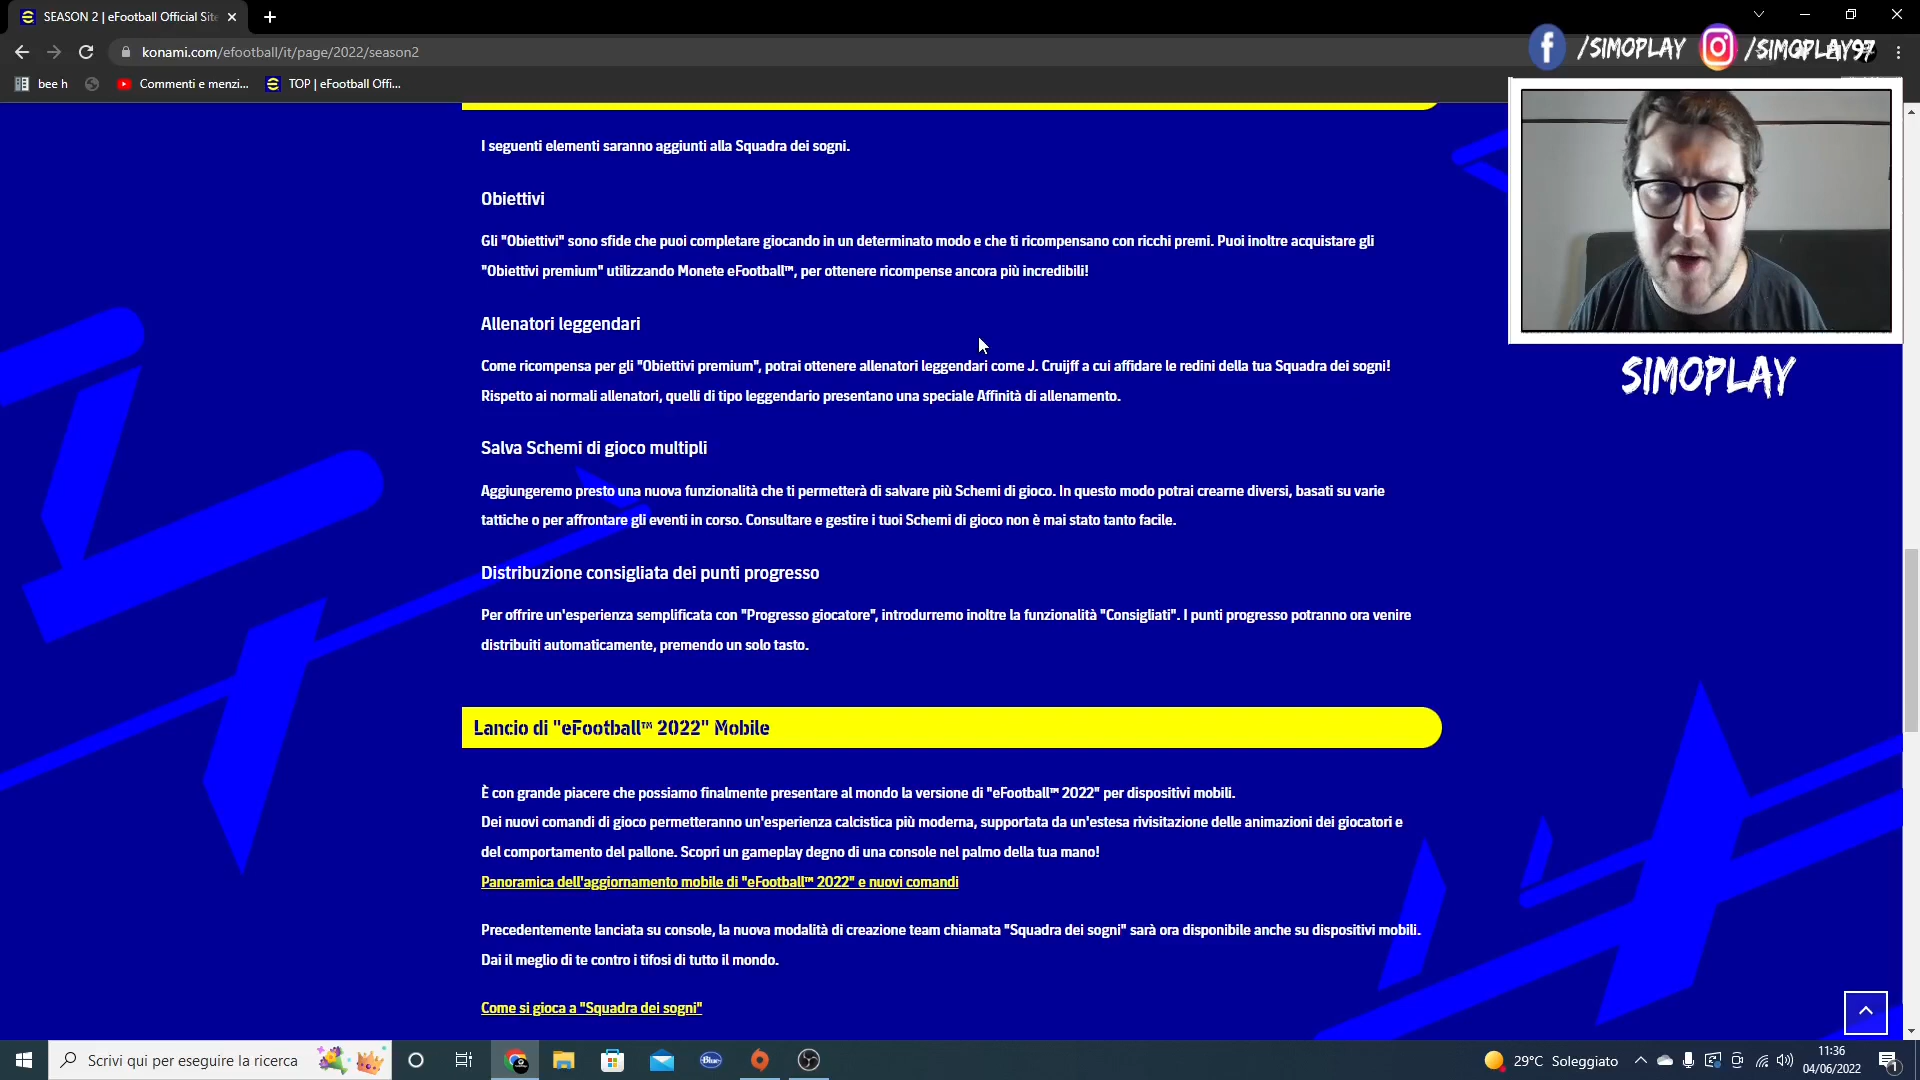 SEASON 2 | eFootball Official Site
konami.com/efootball/it/page/2022/season2
/SIMOPLAY
/SIMOPLAY97
bee h
Commenti e menzi...
TOP | eFootball Offi...
I seguenti elementi saranno aggiunti alla Squadra dei sogni.
Obiettivi
Gli "Obiettivi" sono sfide che puoi completare giocando in un determinato modo e che ti ricompensano con ricchi premi. Puoi inoltre acquistare gli
"Obiettivi premium" utilizzando Monete eFootball™, per ottenere ricompense ancora più incredibili!
Allenatori leggendari
Come ricompensa per gli "Obiettivi premium", potrai ottenere allenatori leggendari come J. Cruijff a cui affidare le redini della tua Squadra dei sogni!
Rispetto ai normali allenatori, quelli di tipo leggendario presentano una speciale Affinità di allenamento.
SIMOPLAY
Salva Schemi di gioco multipli
Aggiungeremo presto una nuova funzionalità che ti permetterà di salvare più Schemi di gioco. In questo modo potrai crearne diversi, basati su varie
tattiche o per affrontare gli eventi in corso. Consultare e gestire i tuoi Schemi di gioco non è mai stato tanto facile.
Distribuzione consigliata dei punti progresso
Per offrire un'esperienza semplificata con "Progresso giocatore", introdurremo inoltre la funzionalità "Consigliati". I punti progresso potranno ora venire
distribuiti automaticamente, premendo un solo tasto.
Lancio di "eFootball™ 2022" Mobile
È con grande piacere che possiamo finalmente presentare al mondo la versione di "eFootball™ 2022" per dispositivi mobili.
Dei nuovi comandi di gioco permetteranno un'esperienza calcistica più moderna, supportata da un'estesa rivisitazione delle animazioni dei giocatori e
del comportamento del pallone. Scopri un gameplay degno di una console nel palmo della tua mano!
Panoramica dell'aggiornamento mobile di "eFootball™ 2022" e nuovi comandi
Precedentemente lanciata su console, la nuova modalità di creazione team chiamata "Squadra dei sogni" sarà ora disponibile anche su dispositivi mobili.
Dai il meglio di te contro i tifosi di tutto il mondo.
Come si gioca a "Squadra dei sogni"
Scrivi qui per eseguire la ricerca
Blue
29°C Soleggiato
11:36
04/06/2022
1